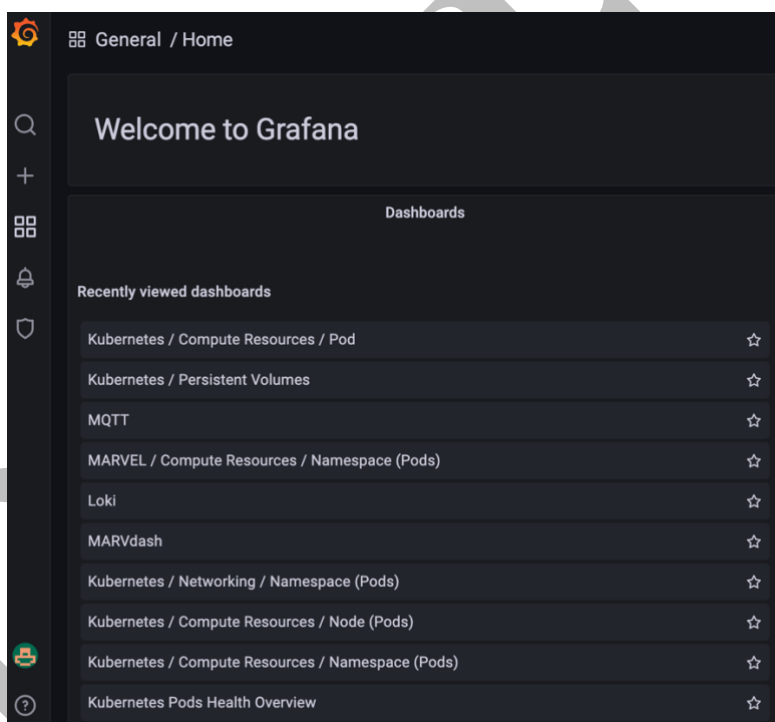 General / Home
Welcome to Grafana
Dashboards
Recently viewed dashboards
Kubernetes / Compute Resources / Pod
Kubernetes / Persistent Volumes
MQTT
MARVEL / Compute Resources / Namespace (Pods)
Loki
MARVdash
Kubernetes / Networking / Namespace (Pods)
Kubernetes / Compute Resources / Node (Pods)
Kubernetes / Compute Resources / Namespace (Pods)
Kubernetes Pods Health Overview